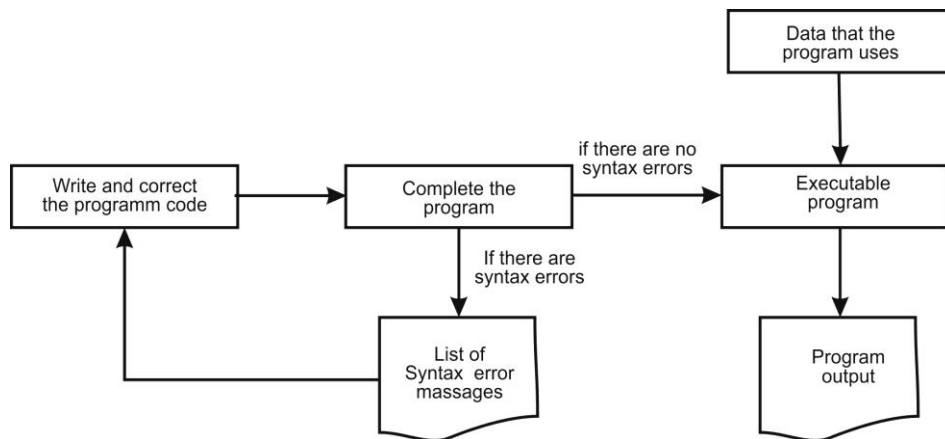 Data that the
program uses
if there are no
syntax errors
Write and correct
the programm code
Complete the
program
Executable
program
If there are
syntax errors
List of
Syntax error
massages
Program
output